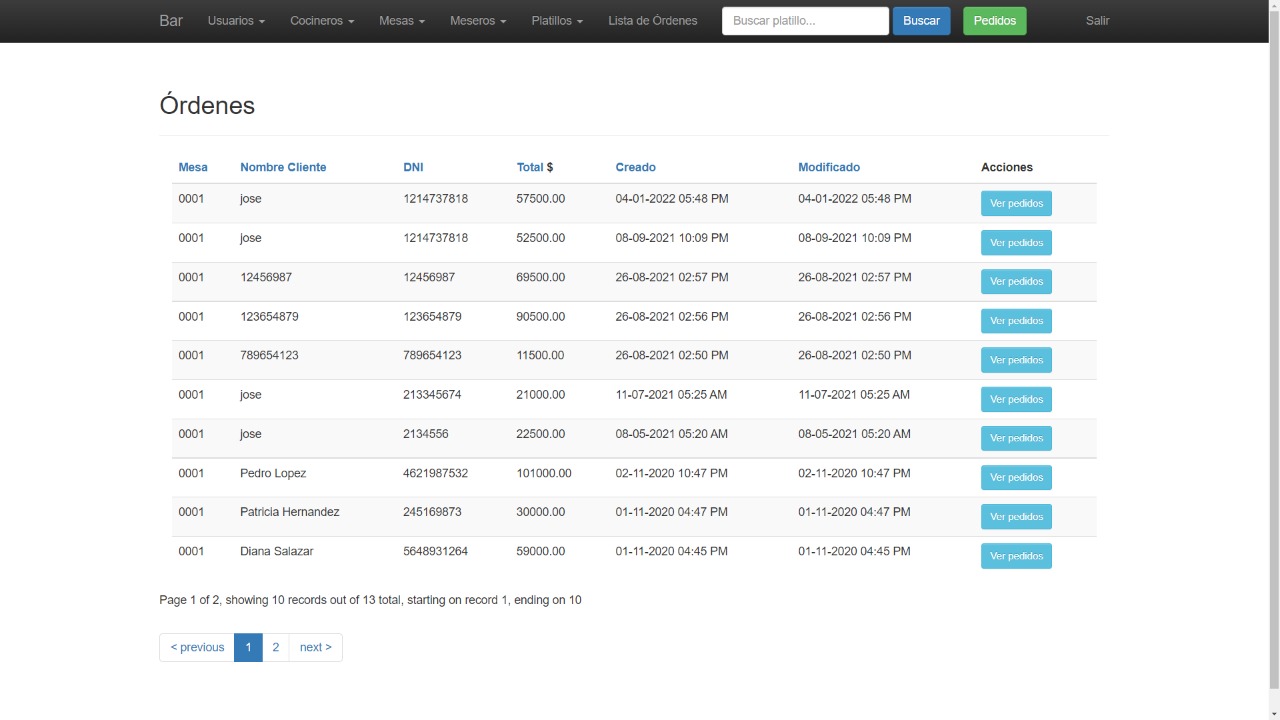 Bar Usuarios Cocineros Mesas Meseros Platillos Lista de Órdenes Buscar platillo... Buscar Pedidos Salir
Órdenes
Mesa Nombre Cliente DNI Total $ Creado Modificado Acciones
0001 jose 1214737818 57500.00 04-01-2022 05:48 PM 04-01-2022 05:48 PM Ver pedidos
0001 jose 1214737818 52500.00 08-09-2021 10:09 PM 08-09-2021 10:09 PM Ver pedidos
0001 12456987 12456987 69500.00 26-08-2021 02:57 PM 26-08-2021 02:57 PM Ver pedidos
0001 123654879 123654879 90500.00 26-08-2021 02:56 PM 26-08-2021 02:56 PM Ver pedidos
0001 789654123 789654123 11500.00 26-08-2021 02:50 PM 26-08-2021 02:50 PM Ver pedidos
0001 jose 213345674 21000.00 11-07-2021 05:25 AM 11-07-2021 05:25 AM Ver pedidos
0001 jose 2134556 22500.00 08-05-2021 05:20 AM 08-05-2021 05:20 AM Ver pedidos
0001 Pedro Lopez 4621987532 101000.00 02-11-2020 10:47 PM 02-11-2020 10:47 PM Ver pedidos
0001 Patricia Hernandez 245169873 30000.00 01-11-2020 04:47 PM 01-11-2020 04:47 PM Ver pedidos
0001 Diana Salazar 5648931264 59000.00 01-11-2020 04:45 PM 01-11-2020 04:45 PM Ver pedidos
Page 1 of 2, showing 10 records out of 13 total, starting on record 1, ending on 10
< previous 1 2 next >